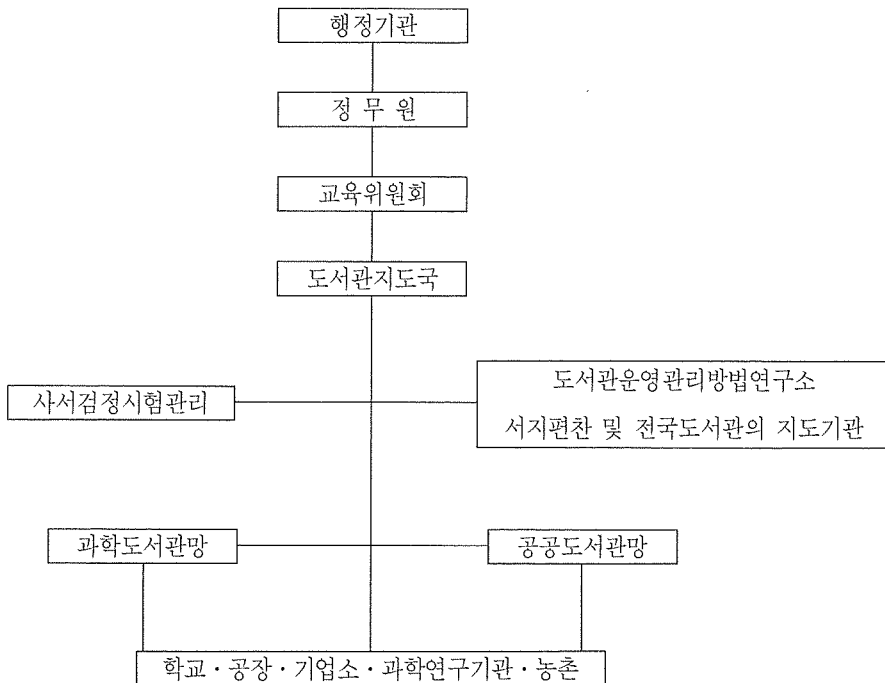 행정기관
정 무 원
교육위원회
도서관지도국
사서검정시험관리
도서관운영관리방법연구소
서지편찬 및 전국도서관의 지도기관
과학도서관망
공공도서관망
학교·공장·기업소·과학연구기관·농촌